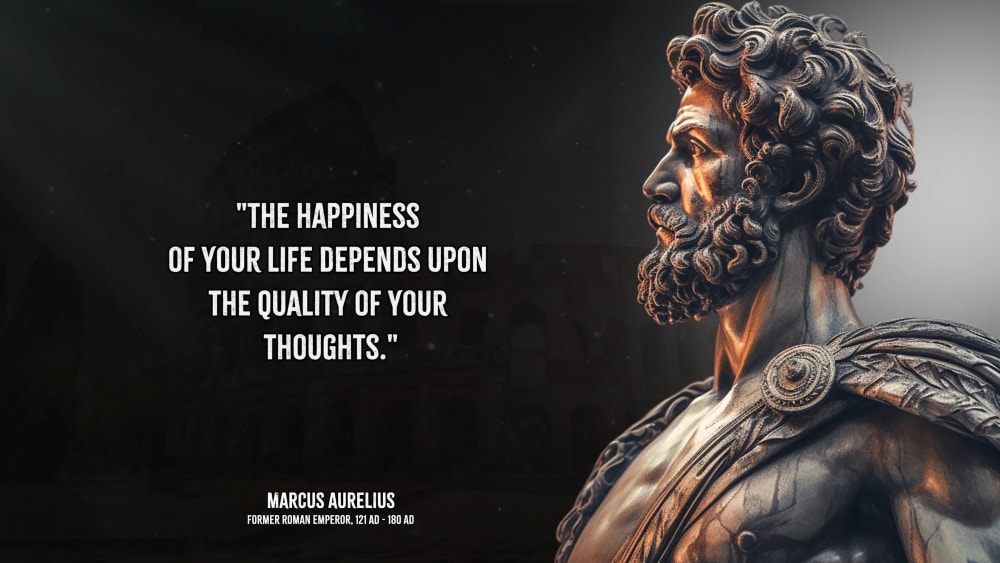 "THE HAPPINESS
OF YOUR LIFE DEPENDS UPON
THE QUALITY OF YOUR
THOUGHTS."
MARCUS AURELIUS
FORMER ROMAN EMPEROR, 121 AD - 180 AD